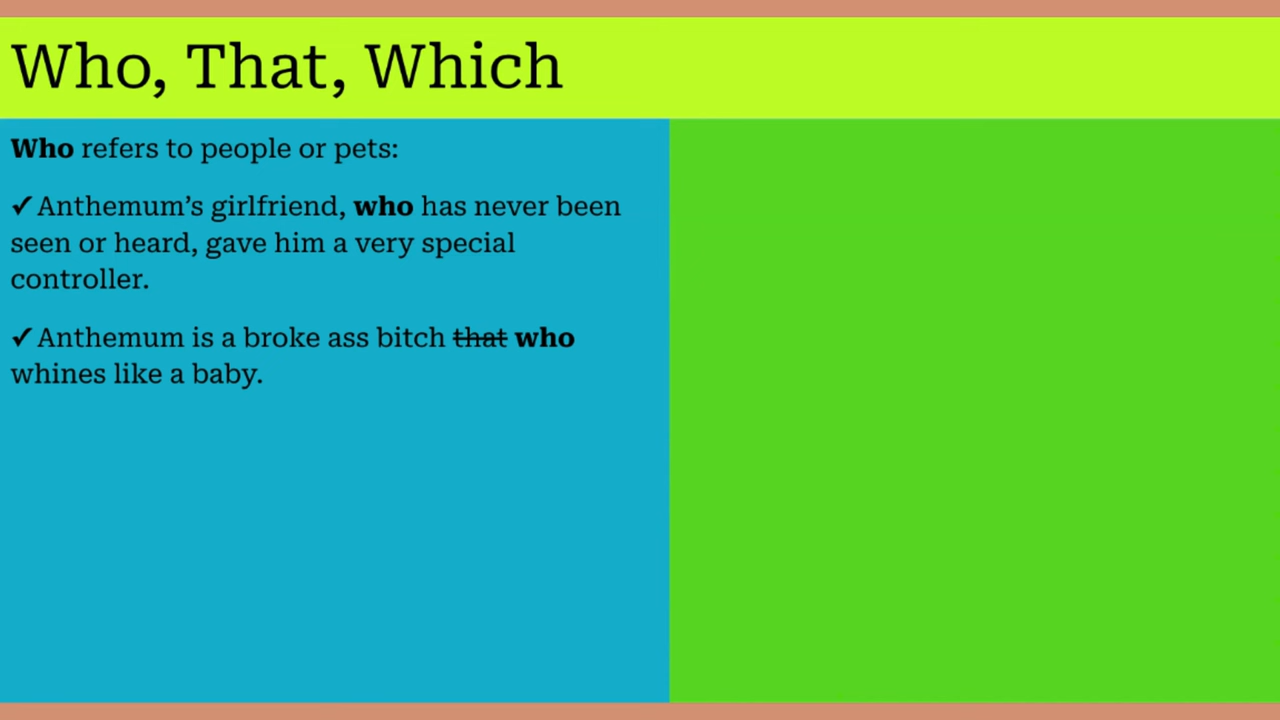 Who, That, Which
Who refers to people or pets:
✓Anthemum’s girlfriend, who has never been
seen or heard, gave him a very special
controller.
✓Anthemum is a broke ass bitch that who
whines like a baby.